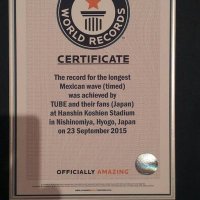 GUINNESS
WORLD RECORDS
CERTIFICATE
The record for the longest
Mexican wave (timed)
was achieved by
TUBE and their fans (Japan)
at Hanshin Koshien Stadium
in Nishinomiya, Hyogo, Japan
on 23 September 2015
OFFICIALLY AMAZING